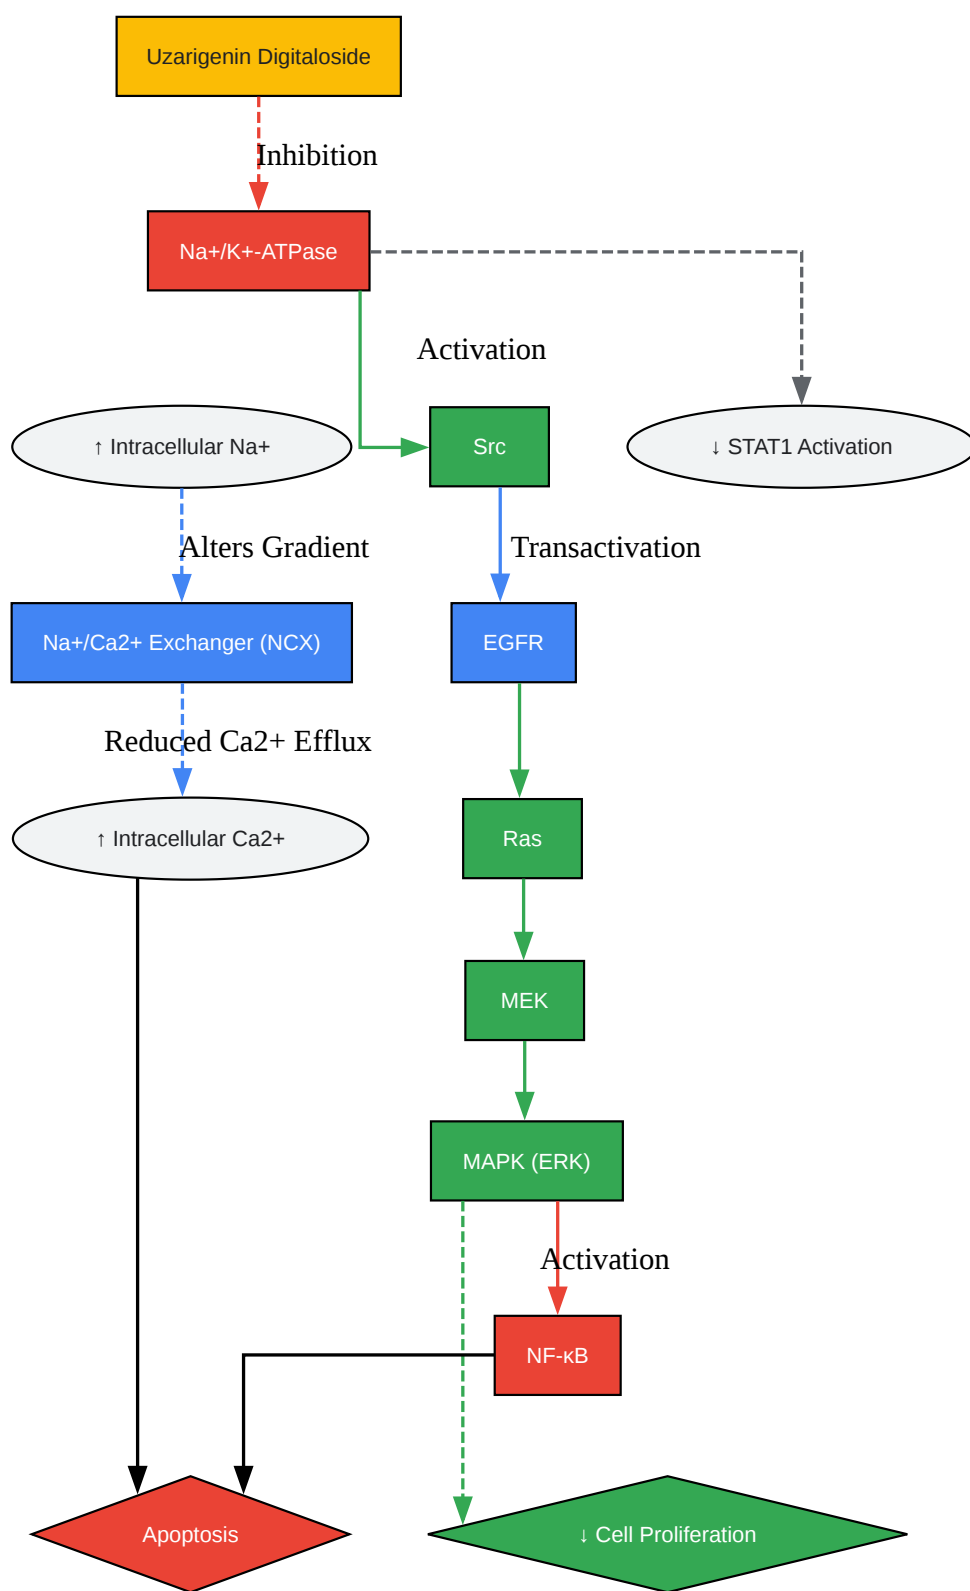 Uzarigenin Digitaloside
Inhibition
Na+/K+-ATPase
Activation
↑ Intracellular Na+
Src
↓ STAT1 Activation
Alters Gradient
Transactivation
Na+/Ca2+ Exchanger (NCX)
EGFR
Reduced Ca2+ Efflux
↑ Intracellular Ca2+
Ras
MEK
MAPK (ERK)
Activation
NF-κB
Apoptosis
↓ Cell Proliferation